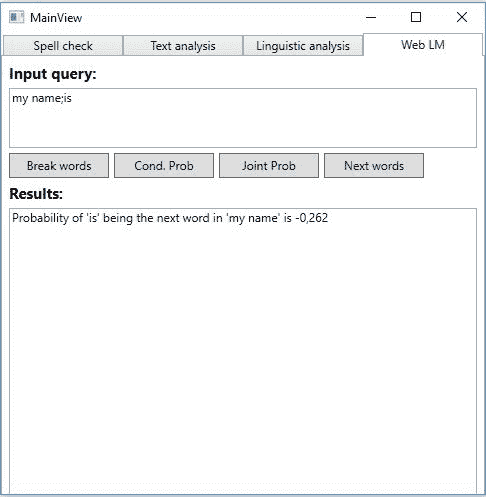 MainView
Spell check Text analysis Linguistic analysis Web LM
Input query:
my name;is
Break words Cond. Prob Joint Prob Next words
Results:
Probability of 'is' being the next word in 'my name' is -0,262